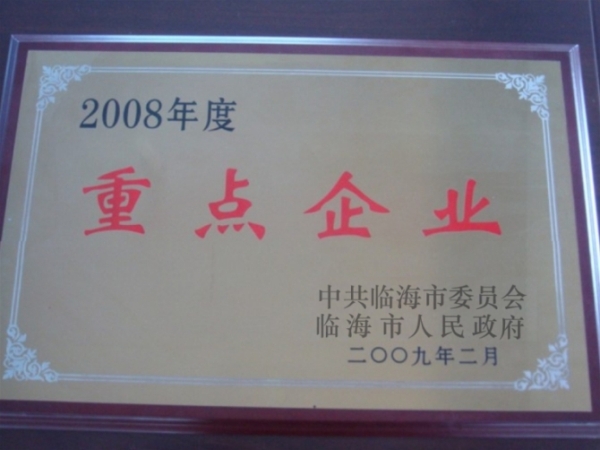 2008年度
重点企业
中共临海市委员会
临海市人民政府
二〇〇九年二月